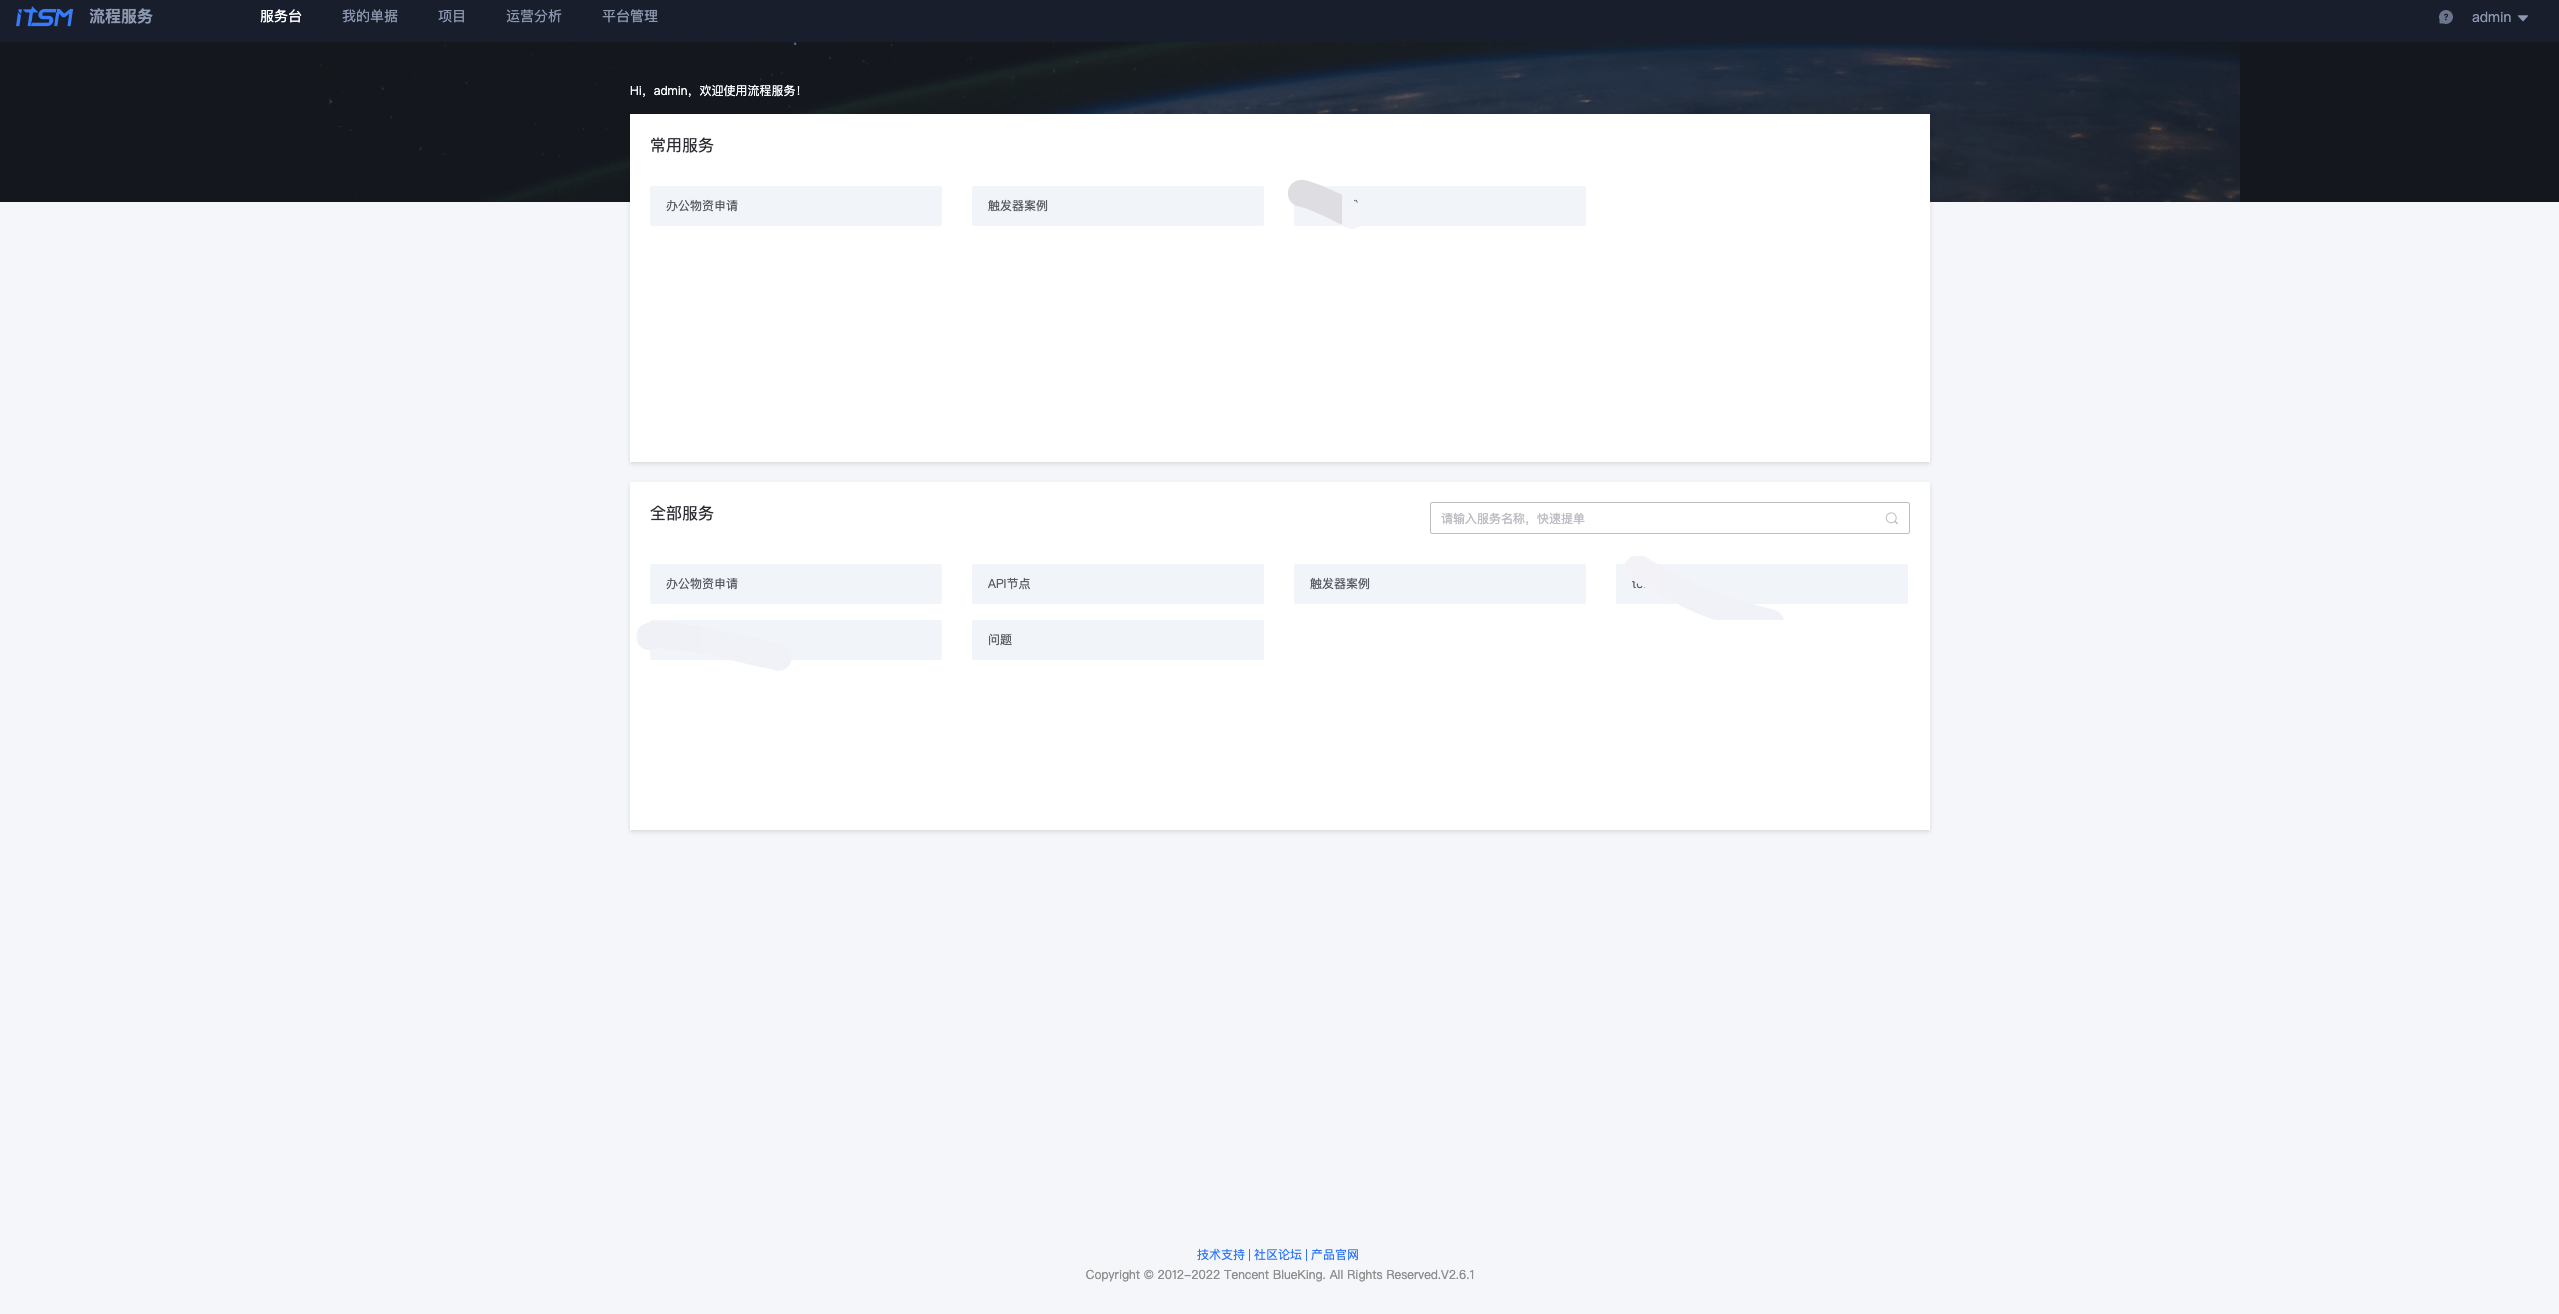 iTSM 流程服务 服务台 我的单据 项目 运营分析 平台管理 admin
Hi，admin，欢迎使用流程服务！
常用服务
办公物资申请 触发器案例
全部服务 请输入服务名称，快速提单
办公物资申请 API节点 触发器案例
问题
技术支持 | 社区论坛 | 产品官网
Copyright © 2012-2022 Tencent BlueKing. All Rights Reserved.V2.6.1